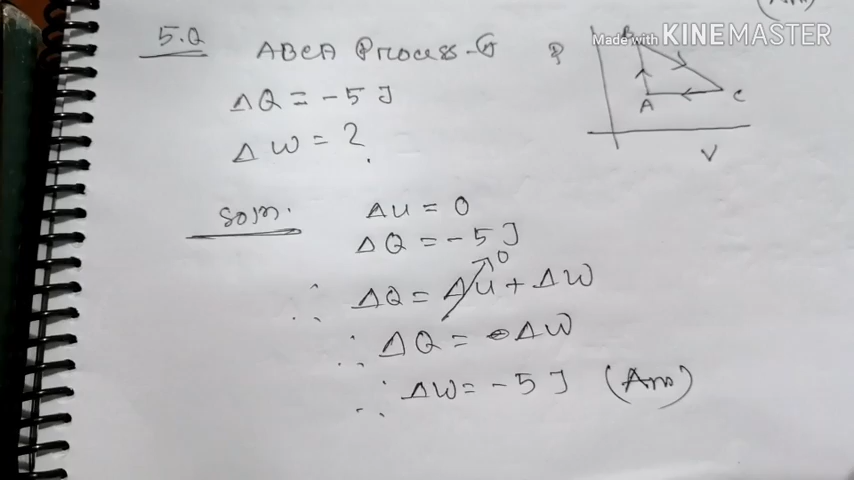 5.Q
ABCA Process-এ
ΔQ = -5 J
ΔW = ?
P
B
A
C
V
Made with KINEMASTER
Soln.
ΔU = 0
ΔQ = -5 J
∴ ΔQ = ΔU + ΔW
0
∴ ΔQ = ΔW
∴ ΔW = -5 J (Ans)